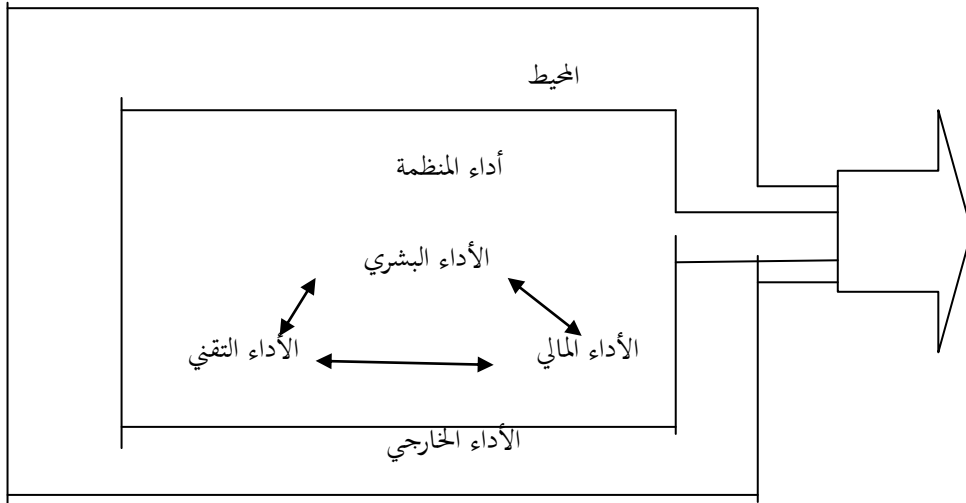 المحيط
أداء المنظمة
الأداء البشري
الأداء المالي
الأداء التقني
الأداء الخارجي